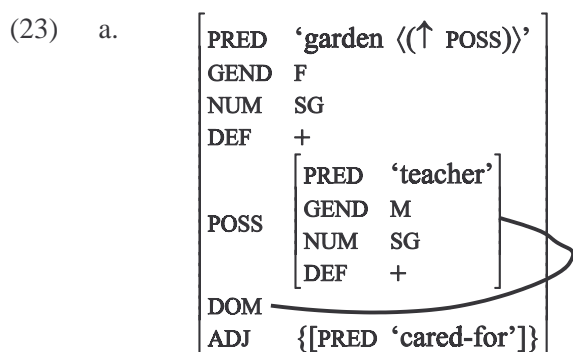 (23) a.
PRED ‘garden ⟨(↑ POSS)⟩’
GEND F
NUM SG
DEF +
POSS
PRED ‘teacher’
GEND M
NUM SG
DEF +
DOM
ADJ {[PRED ‘cared-for’]}